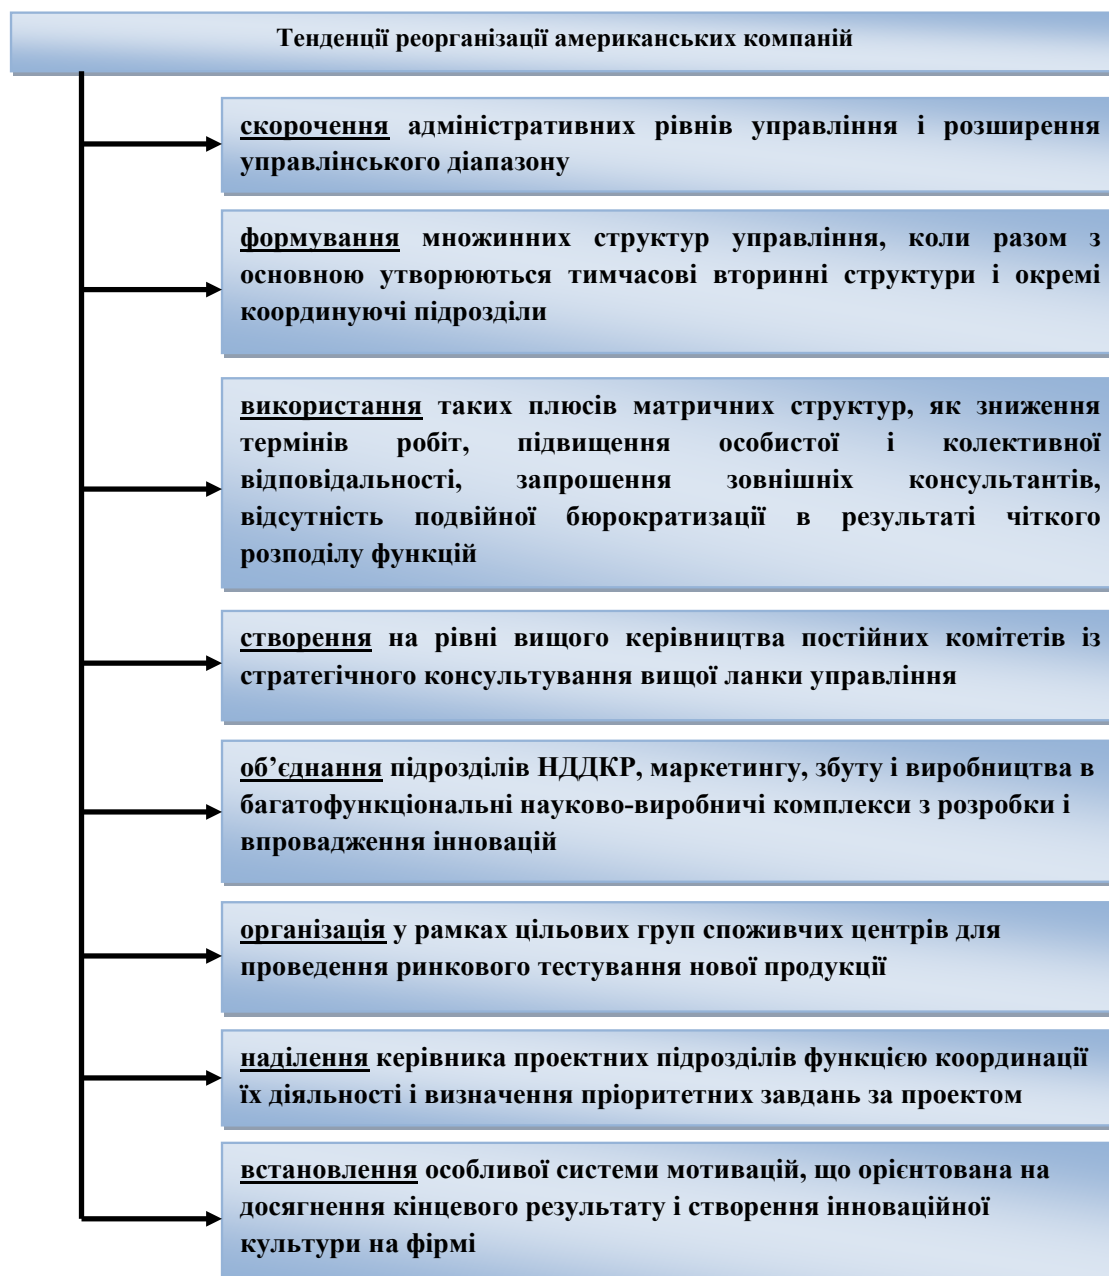 Тенденції реорганізації американських компаній
скорочення адміністративних рівнів управління і розширення
управлінського діапазону
формування множинних структур управління, коли разом з
основною утворюються тимчасові вторинні структури і окремі
координуючі підрозділи
використання таких плюсів матричних структур, як зниження
термінів робіт, підвищення особистої і колективної
відповідальності, запрошення зовнішніх консультантів,
відсутність подвійної бюрократизації в результаті чіткого
розподілу функцій
створення на рівні вищого керівництва постійних комітетів із
стратегічного консультування вищої ланки управління
об’єднання підрозділів НДДКР, маркетингу, збуту і виробництва в
багатофункціональні науково-виробничі комплекси з розробки і
впровадження інновацій
організація у рамках цільових груп споживчих центрів для
проведення ринкового тестування нової продукції
наділення керівника проектних підрозділів функцією координації
їх діяльності і визначення пріоритетних завдань за проектом
встановлення особливої системи мотивацій, що орієнтована на
досягнення кінцевого результату і створення інноваційної
культури на фірмі